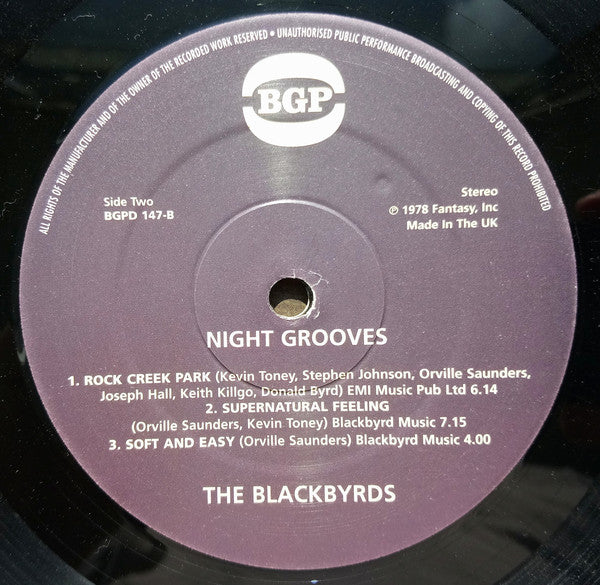 ALL RIGHTS OF THE MANUFACTURER AND OF THE OWNER OF THE RECORDED WORK RESERVED • UNAUTHORISED PUBLIC PERFORMANCE BROADCASTING AND COPYING OF THIS RECORD PROHIBITED
BGP
Side Two
BGPD 147-B
Stereo
℗ 1978 Fantasy, Inc
Made In The UK
NIGHT GROOVES
1. ROCK CREEK PARK (Kevin Toney, Stephen Johnson, Orville Saunders,
Joseph Hall, Keith Killgo, Donald Byrd) EMI Music Pub Ltd 6.14
2. SUPERNATURAL FEELING
(Orville Saunders, Kevin Toney) Blackbyrd Music 7.15
3. SOFT AND EASY (Orville Saunders) Blackbyrd Music 4.00
THE BLACKBYRDS